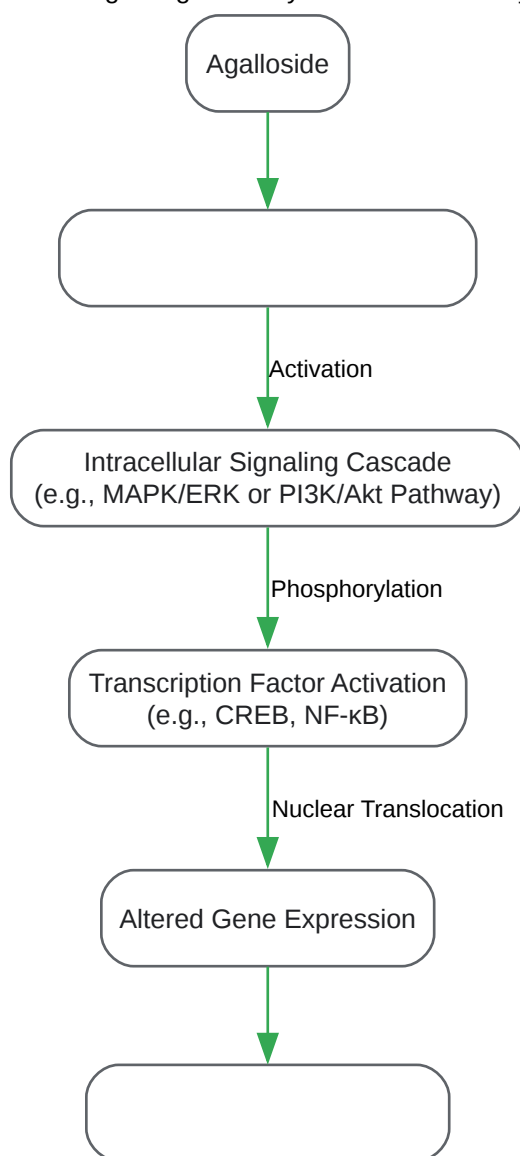 Agalloside
Activation
Intracellular Signaling Cascade
(e.g., MAPK/ERK or PI3K/Akt Pathway)
Phosphorylation
Transcription Factor Activation
(e.g., CREB, NF-κB)
Nuclear Translocation
Altered Gene Expression